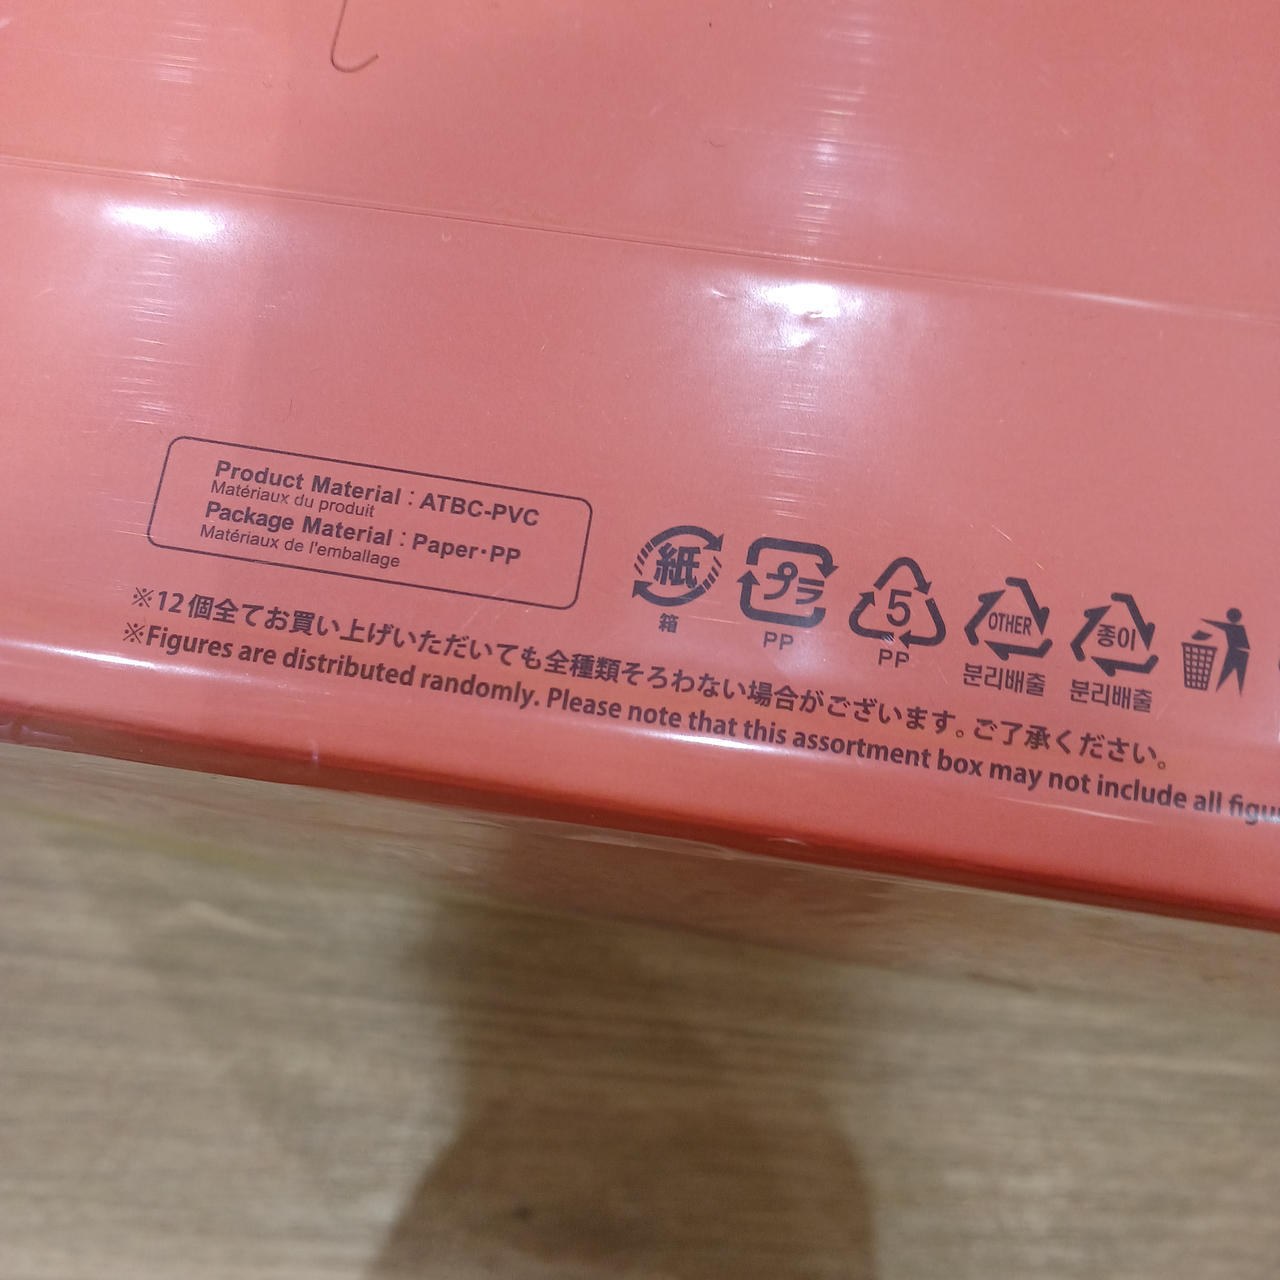 Product Material : ATBC-PVC
Matériaux du produit
Package Material : Paper･PP
Matériaux de l'emballage
紙
箱
プラ
PP
5
PP
OTHER
분리배출
종이
분리배출
※12個全てお買い上げいただいても全種類そろわない場合がございます。ご了承ください。
※Figures are distributed randomly. Please note that this assortment box may not include all